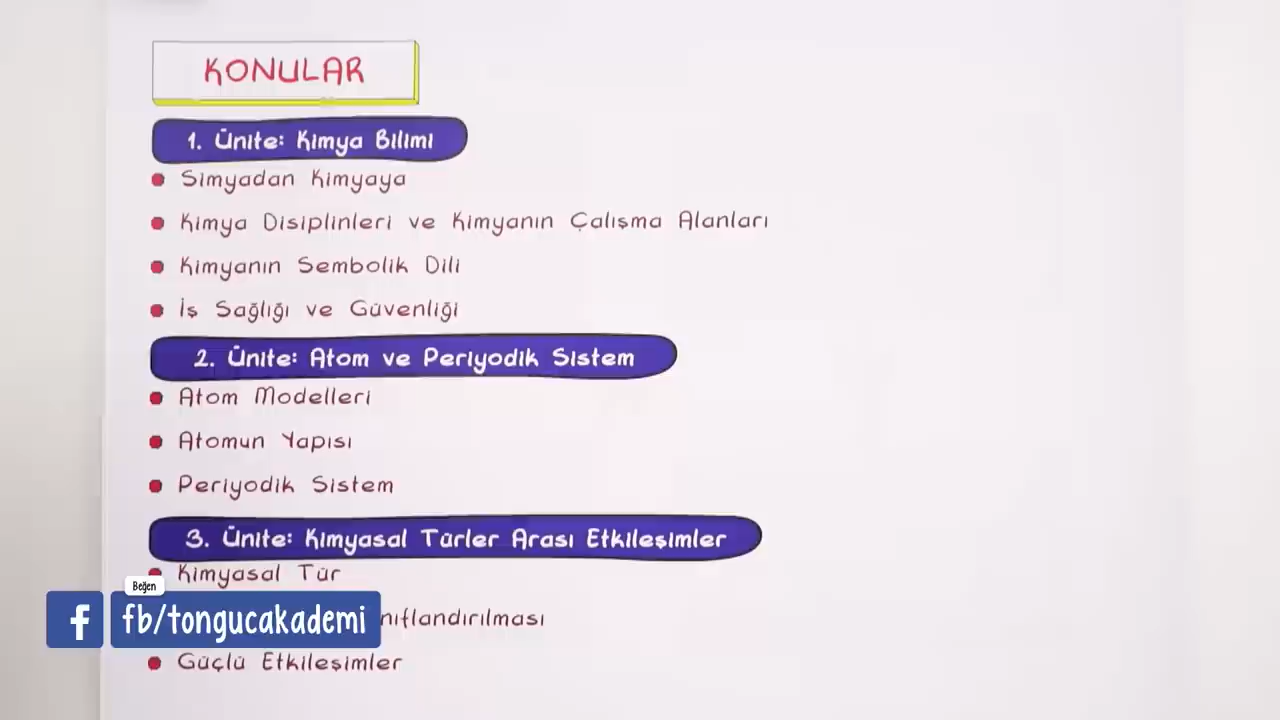 KONULAR
1. Ünite: Kimya Bilimi
Simyadan Kimyaya
Kimya Disiplinleri ve Kimyanın Çalışma Alanları
Kimyanın Sembolik Dili
İş Sağlığı ve Güvenliği
2. Ünite: Atom ve Periyodik Sistem
Atom Modelleri
Atomun Yapısı
Periyodik Sistem
3. Ünite: Kimyasal Türler Arası Etkileşimler
Kimyasal Tür
Beğen
f fb/tongucakademi
nıflandırılması
Güçlü Etkileşimler